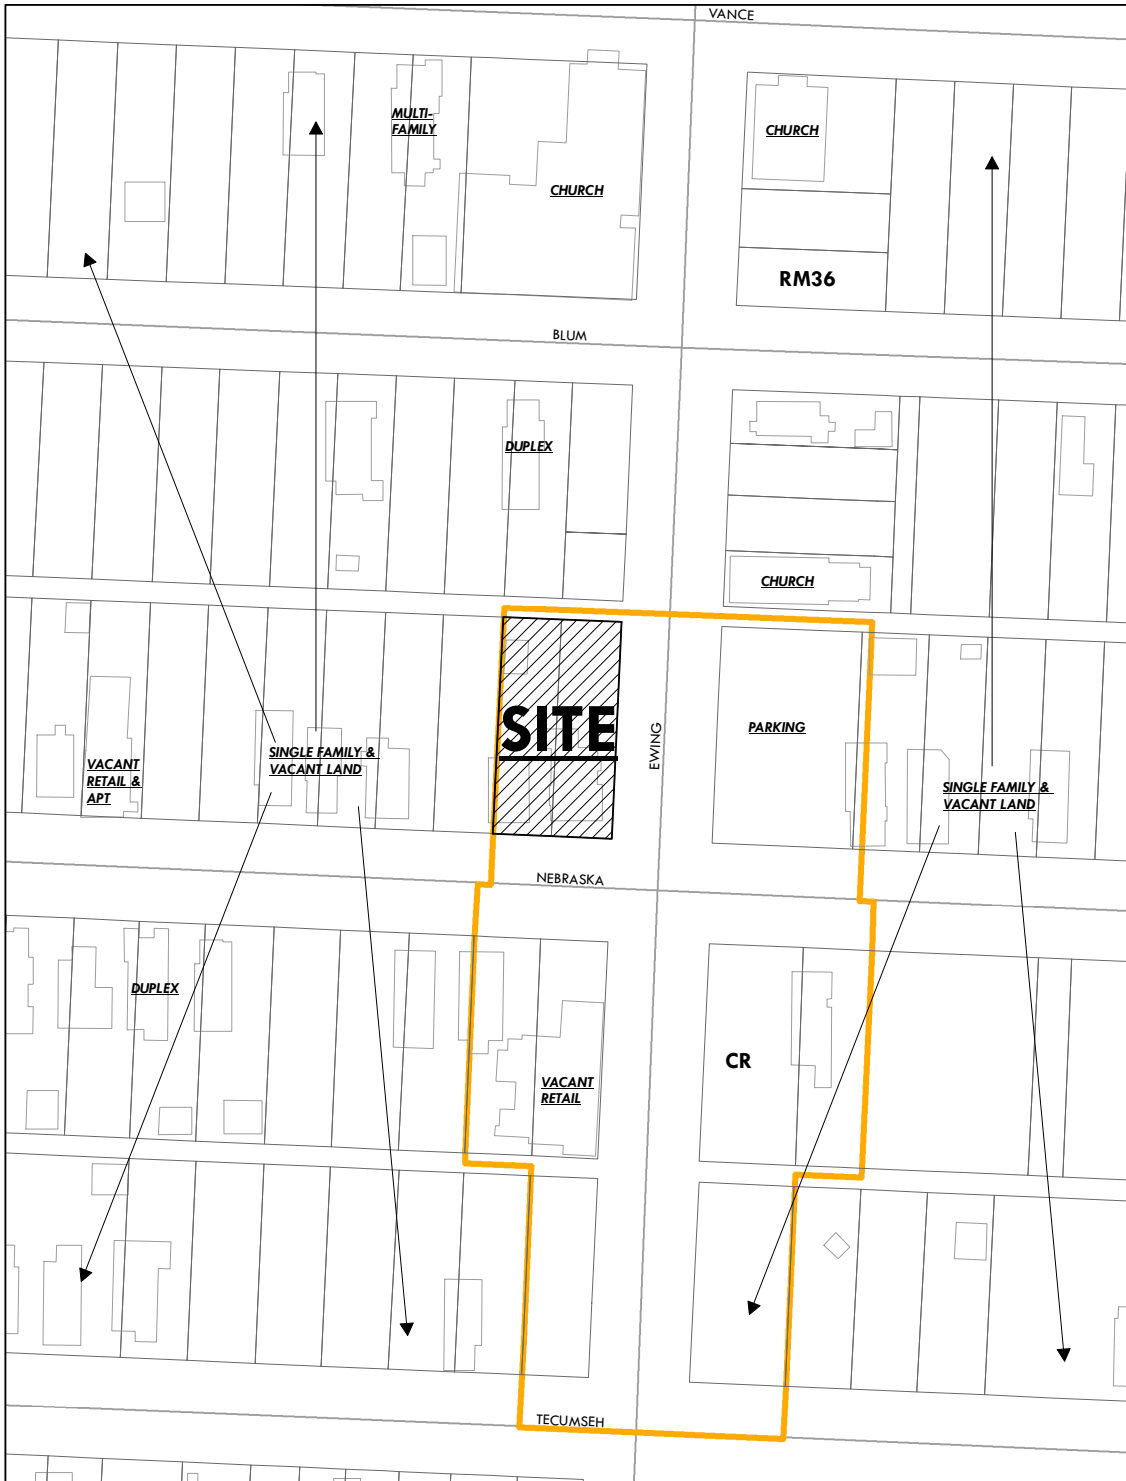 VANCE
MULTI-
FAMILY
CHURCH
CHURCH
RM36
BLUM
DUPLEX
CHURCH
SITE
EWING
PARKING
SINGLE FAMILY &
VACANT LAND
VACANT
RETAIL &
APT
SINGLE FAMILY &
VACANT LAND
NEBRASKA
DUPLEX
CR
VACANT
RETAIL
TECUMSEH